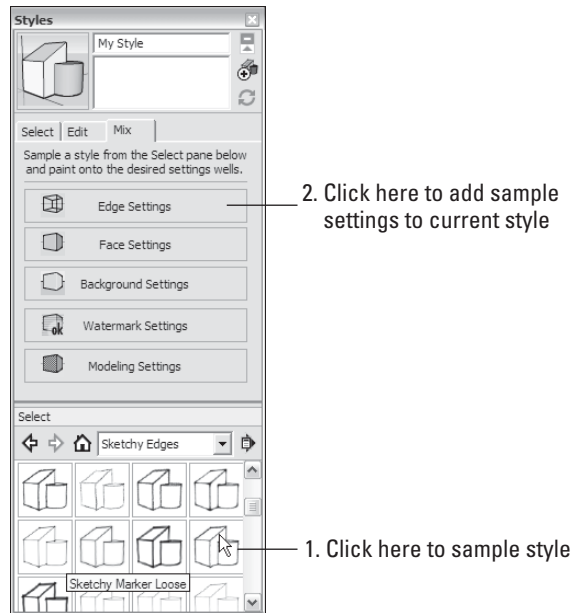 Styles
My Style
Select
Edit
Mix
Sample a style from the Select pane below
and paint onto the desired settings wells.
Edge Settings
Face Settings
Background Settings
ok
Watermark Settings
Modeling Settings
Select
Sketchy Edges
Sketchy Marker Loose
2. Click here to add sample
settings to current style
1. Click here to sample style